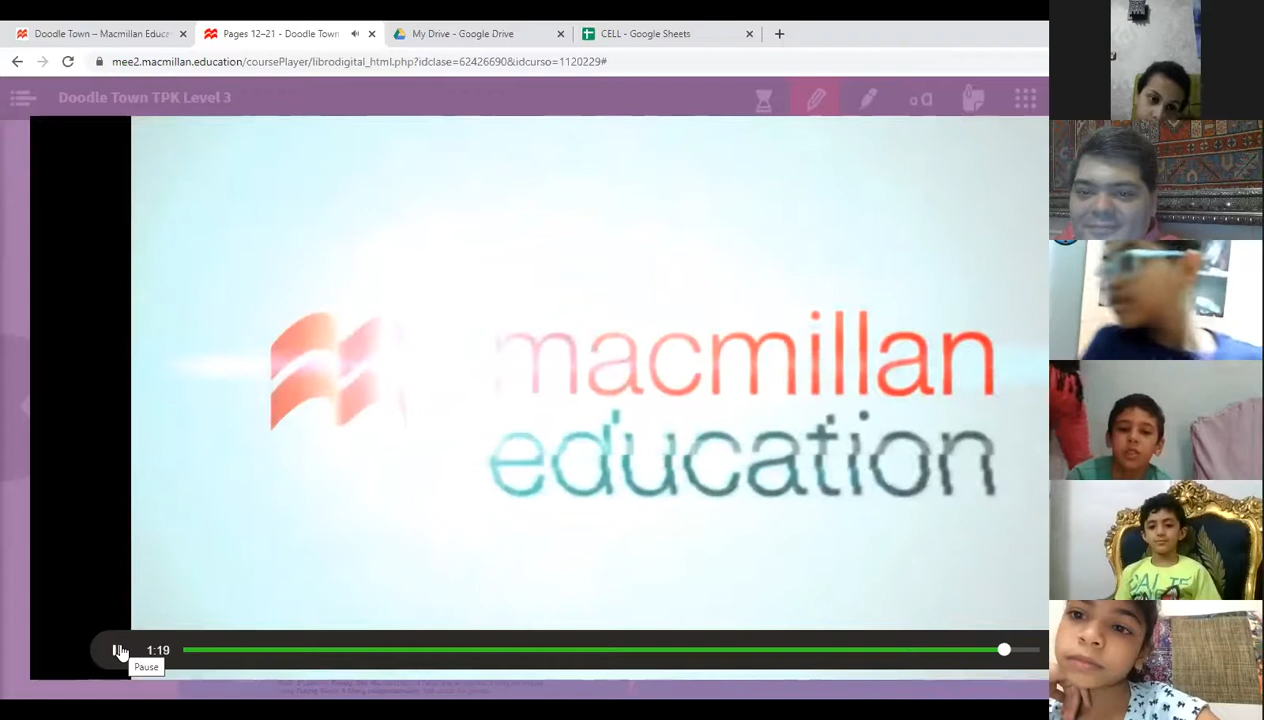 Doodle Town – Macmillan Educa
Pages 12–21 - Doodle Town
My Drive - Google Drive
CELL - Google Sheets
mee2.macmillan.education/coursePlayer/librodigital_html.php?idclase=62426690&idcurso=1120229#
Doodle Town TPK Level 3
aα
macmillan
education
1:19
Pause